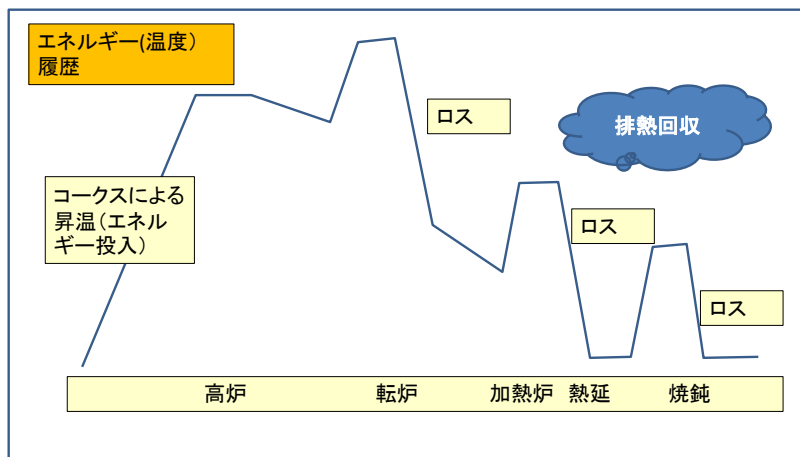 エネルギー(温度)
履歴
ロス
排熱回収
コークスによる
昇温(エネル
ギー投入)
ロス
ロス
高炉 転炉 加熱炉 熱延 焼鈍